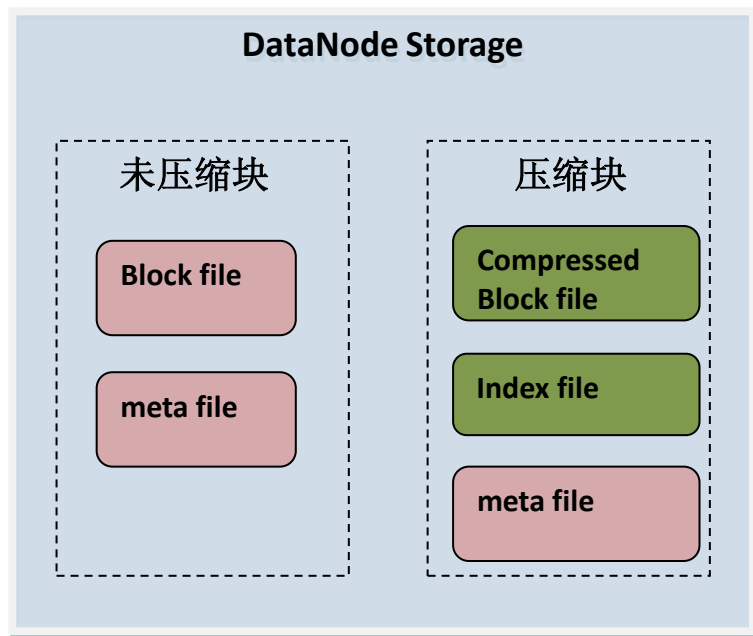 DataNode Storage
未压缩块
Block file
meta file
压缩块
Compressed
Block file
Index file
meta file